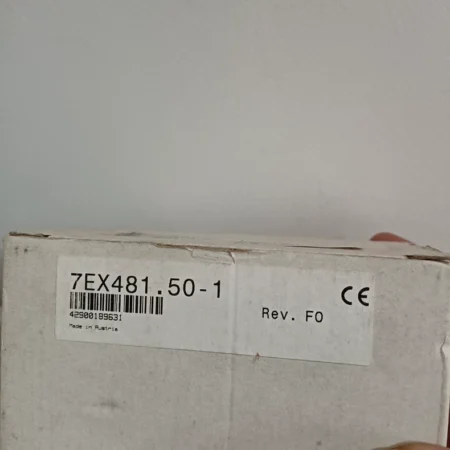 7EX481.50-1
CE
Rev. F0
42900189631
Made in Austria